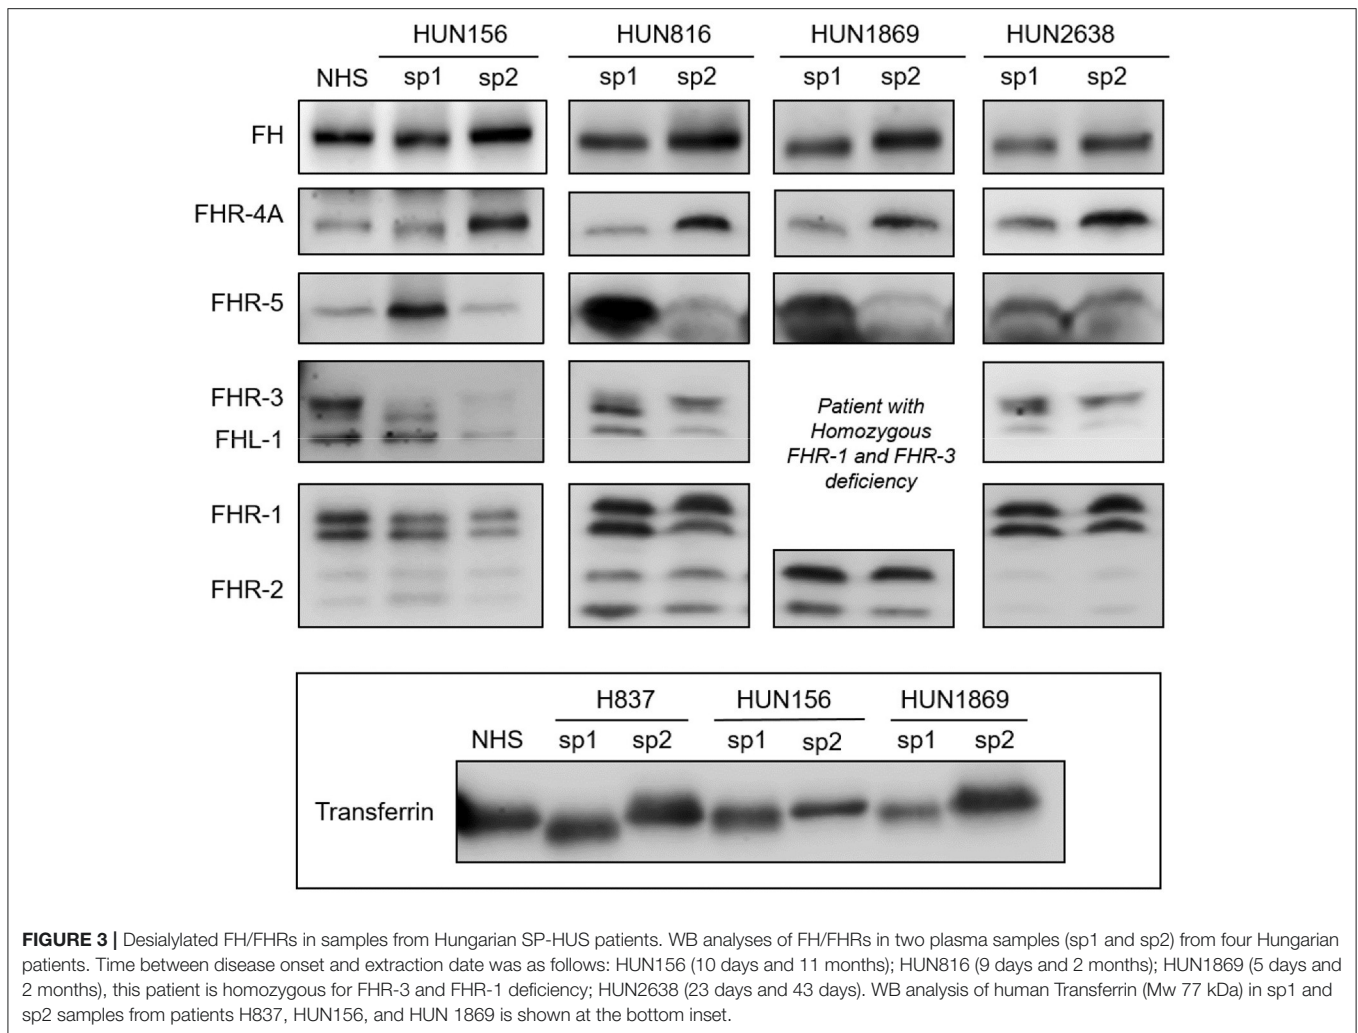 HUN156 HUN816 HUN1869 HUN2638
NHS sp1 sp2 sp1 sp2 sp1 sp2 sp1 sp2
FH
FHR-4A
FHR-5
FHR-3
FHL-1
Patient with
Homozygous
FHR-1 and FHR-3
deficiency
FHR-1
FHR-2
H837 HUN156 HUN1869
NHS sp1 sp2 sp1 sp2 sp1 sp2
Transferrin
FIGURE 3 | Desialylated FH/FHRs in samples from Hungarian SP-HUS patients. WB analyses of FH/FHRs in two plasma samples (sp1 and sp2) from four Hungarian
patients. Time between disease onset and extraction date was as follows: HUN156 (10 days and 11 months); HUN816 (9 days and 2 months); HUN1869 (5 days and
2 months), this patient is homozygous for FHR-3 and FHR-1 deficiency; HUN2638 (23 days and 43 days). WB analysis of human Transferrin (Mw 77 kDa) in sp1 and
sp2 samples from patients H837, HUN156, and HUN 1869 is shown at the bottom inset.